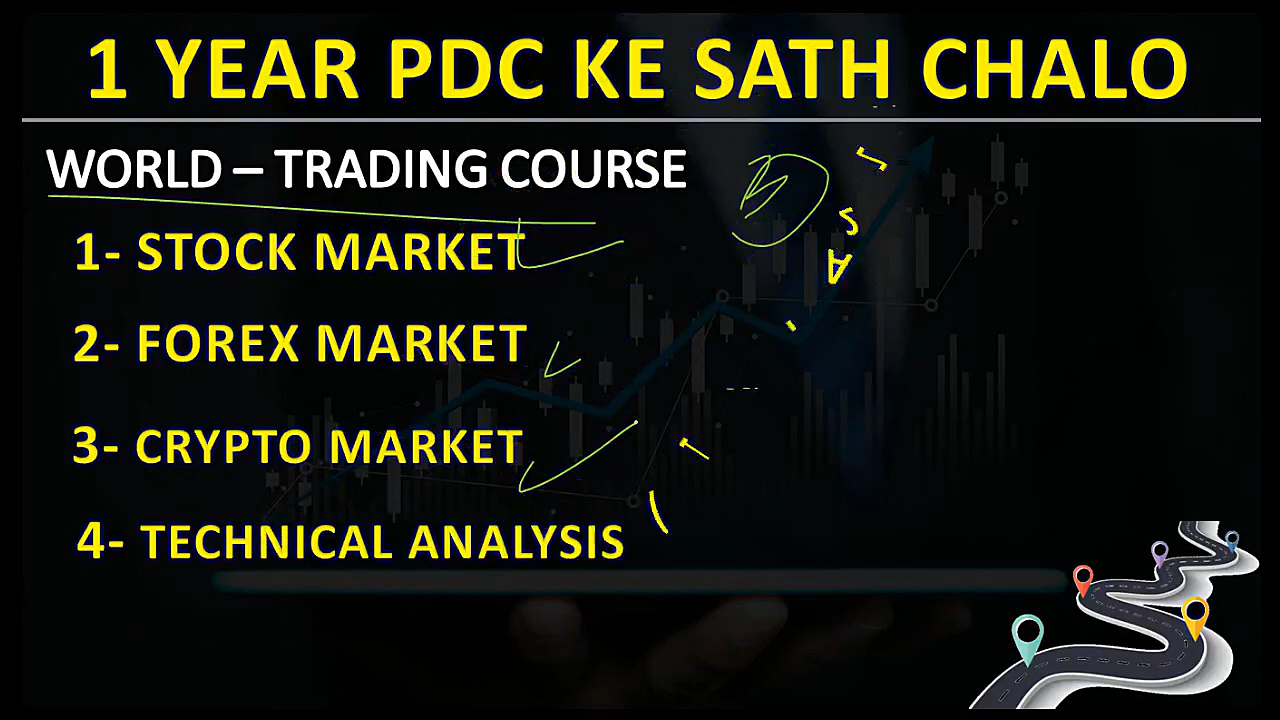 1 YEAR PDC KE SATH CHALO
WORLD – TRADING COURSE
1- STOCK MARKET
2- FOREX MARKET
3- CRYPTO MARKET
4- TECHNICAL ANALYSIS